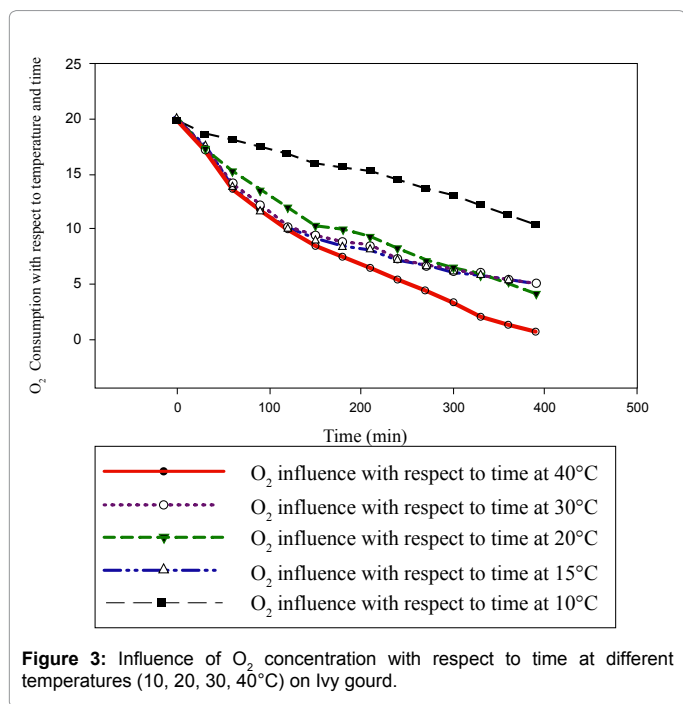 O₂ Consumption with respect to temperature and time
25
20
15
10
5
0
0 100 200 300 400 500
Time (min)
O₂ influence with respect to time at 40°C
O₂ influence with respect to time at 30°C
O₂ influence with respect to time at 20°C
O₂ influence with respect to time at 15°C
O₂ influence with respect to time at 10°C
Figure 3: Influence of O₂ concentration with respect to time at different
temperatures (10, 20, 30, 40°C) on Ivy gourd.